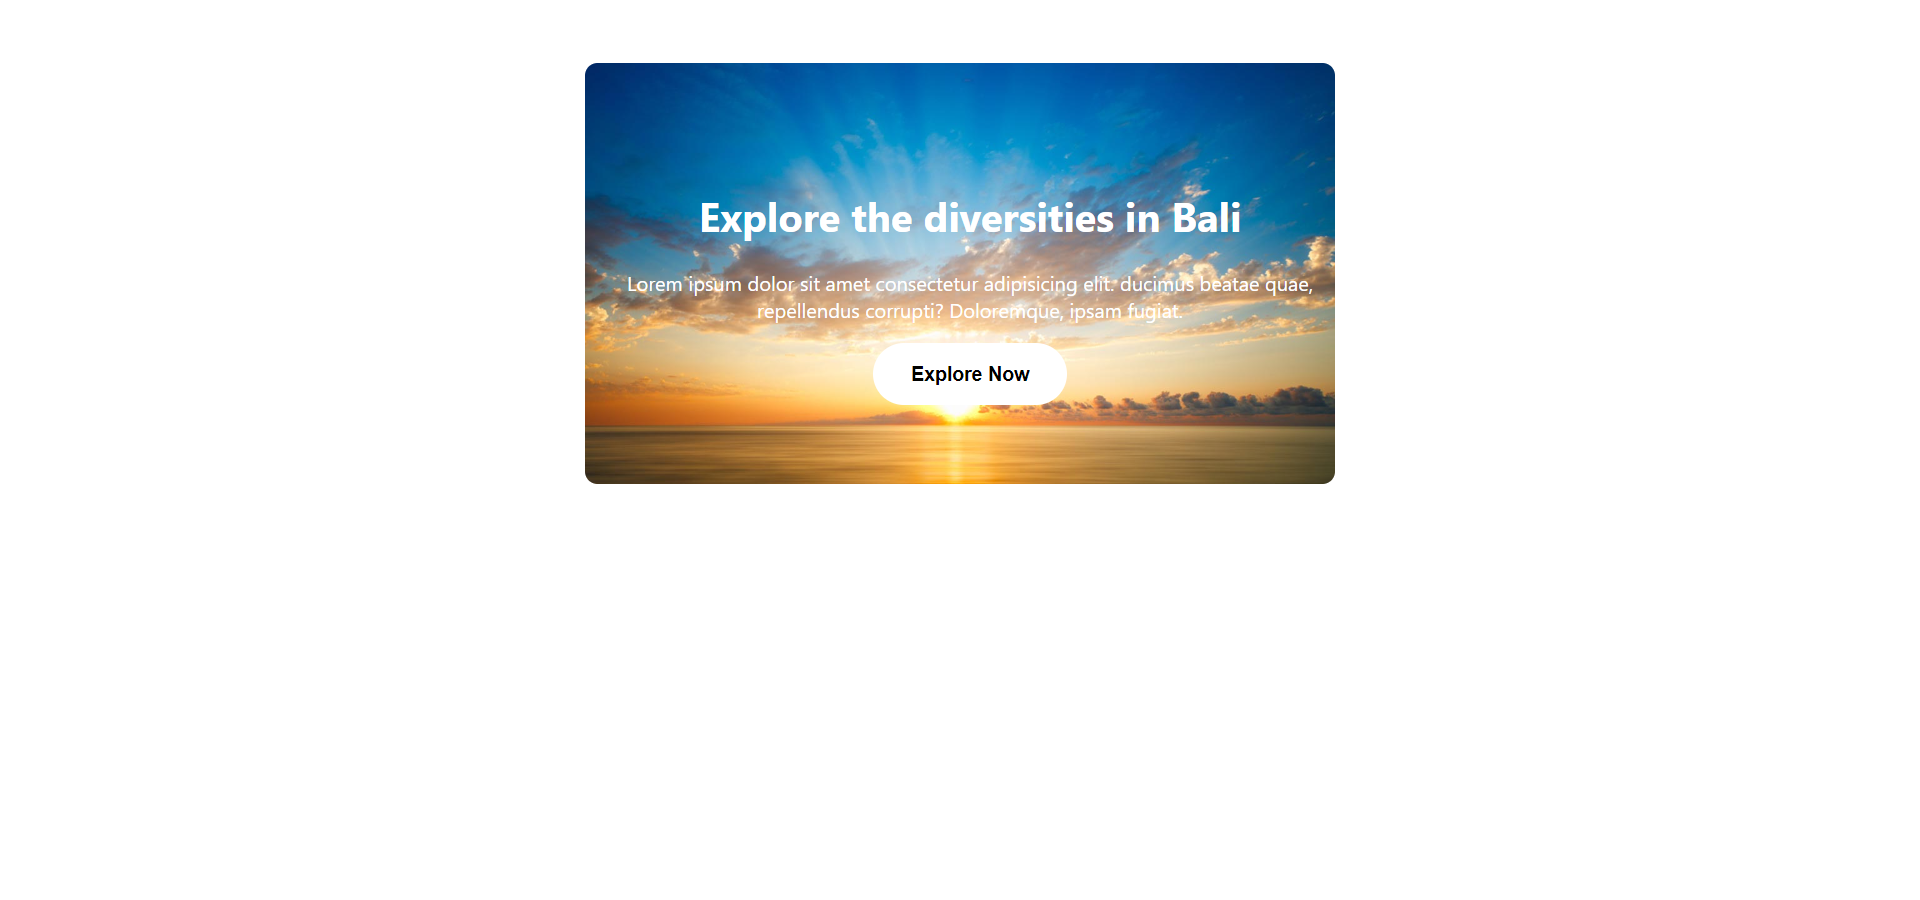 Explore the diversities in Bali
Lorem ipsum dolor sit amet consectetur adipisicing elit. ducimus beatae quae,
repellendus corrupti? Doloremque, ipsam fugiat.
Explore Now